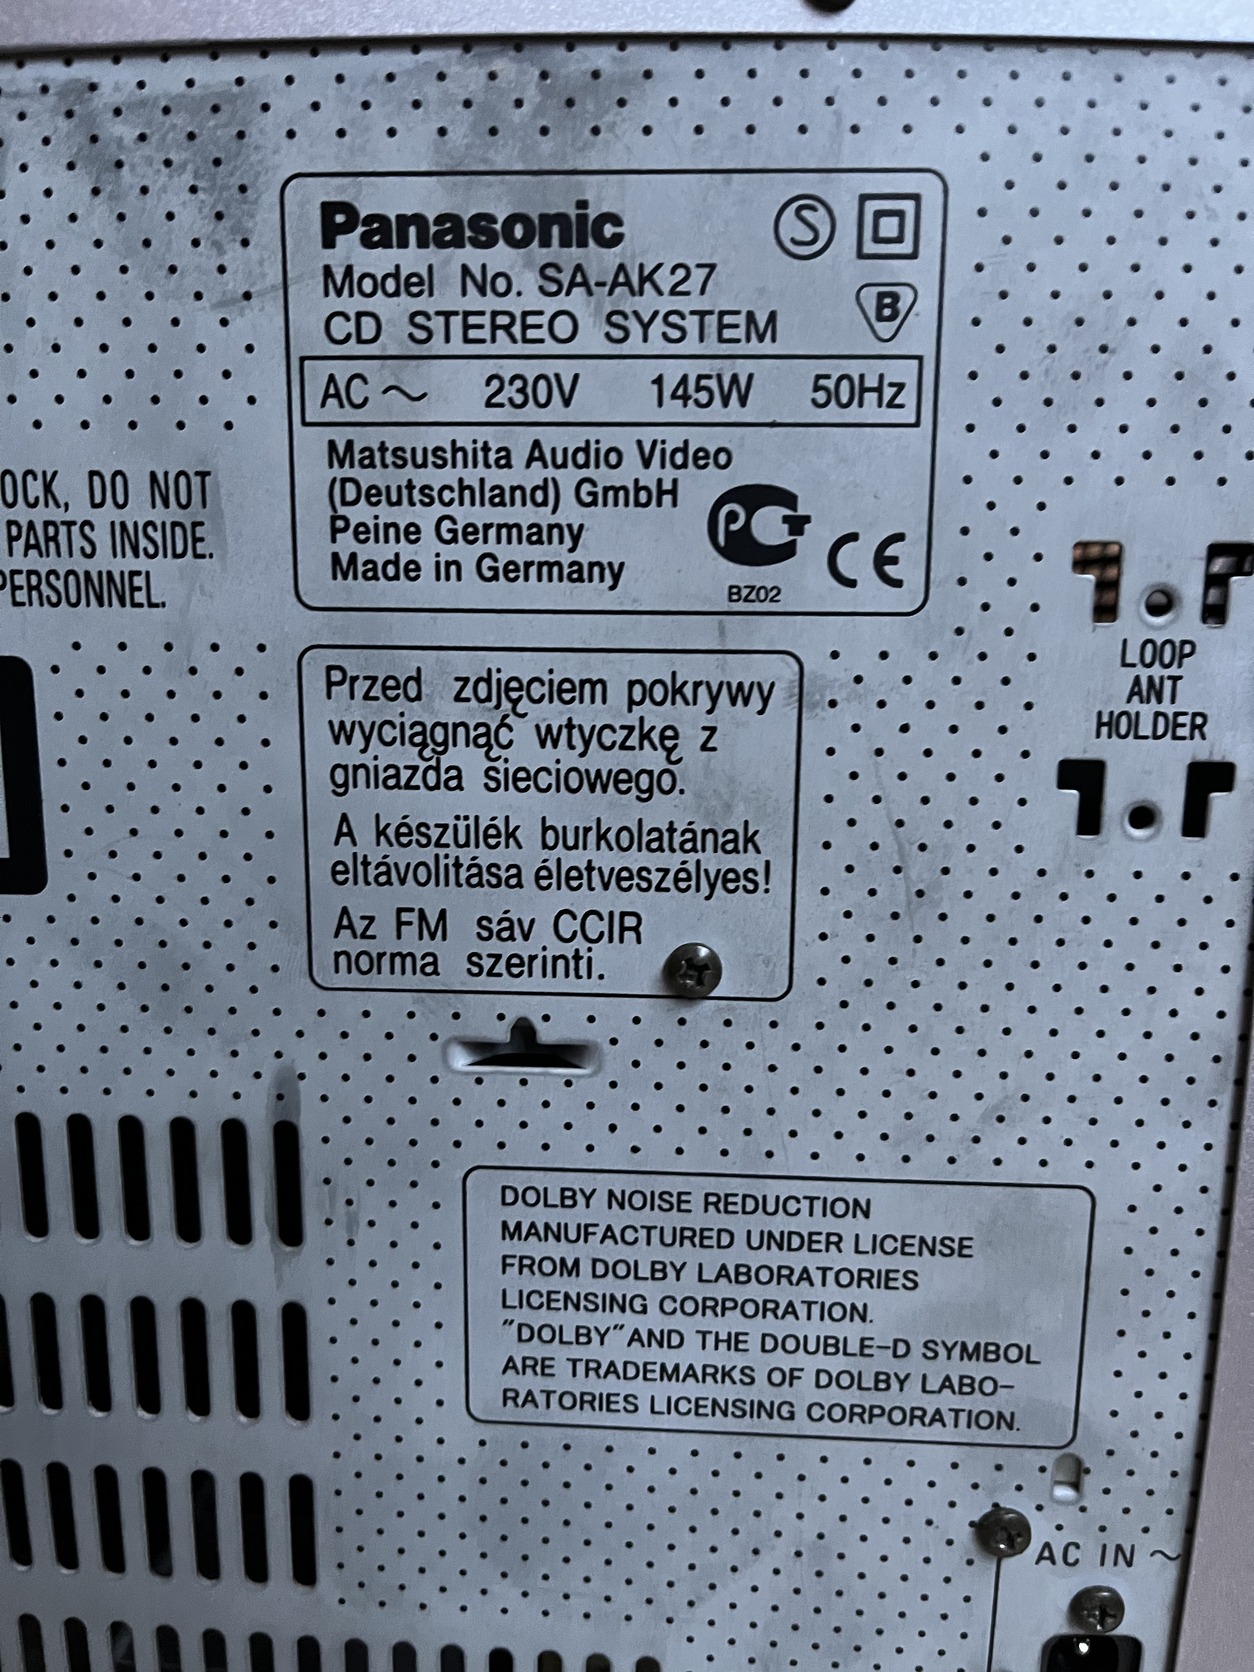 Panasonic
Model No. SA-AK27
CD STEREO SYSTEM
AC ~ 230V 145W 50Hz
Matsushita Audio Video
(Deutschland) GmbH
Peine Germany
Made in Germany
BZ02
OCK, DO NOT
PARTS INSIDE.
PERSONNEL.
LOOP
ANT
HOLDER
Przed zdjęciem pokrywy
wyciągnąć wtyczkę z
gniazda sieciowego.
A készülék burkolatának
eltávolitása életveszélyes!
Az FM sáv CCIR
norma szerinti.
DOLBY NOISE REDUCTION
MANUFACTURED UNDER LICENSE
FROM DOLBY LABORATORIES
LICENSING CORPORATION.
"DOLBY" AND THE DOUBLE-D SYMBOL
ARE TRADEMARKS OF DOLBY LABO-
RATORIES LICENSING CORPORATION.
AC IN ~